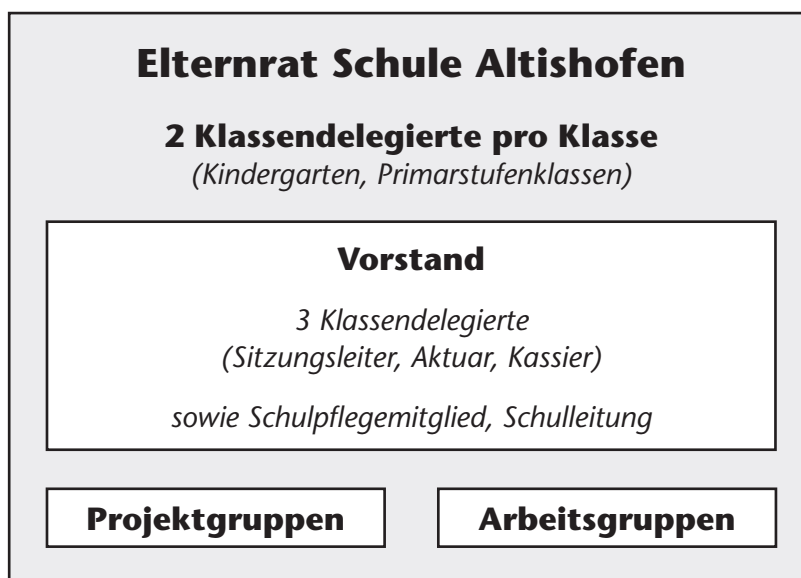 Elternrat Schule Altishofen
2 Klassendelegierte pro Klasse
(Kindergarten, Primarstufenklassen)
Vorstand
3 Klassendelegierte
(Sitzungsleiter, Aktuar, Kassier)
sowie Schulpflegemitglied, Schulleitung
Projektgruppen
Arbeitsgruppen